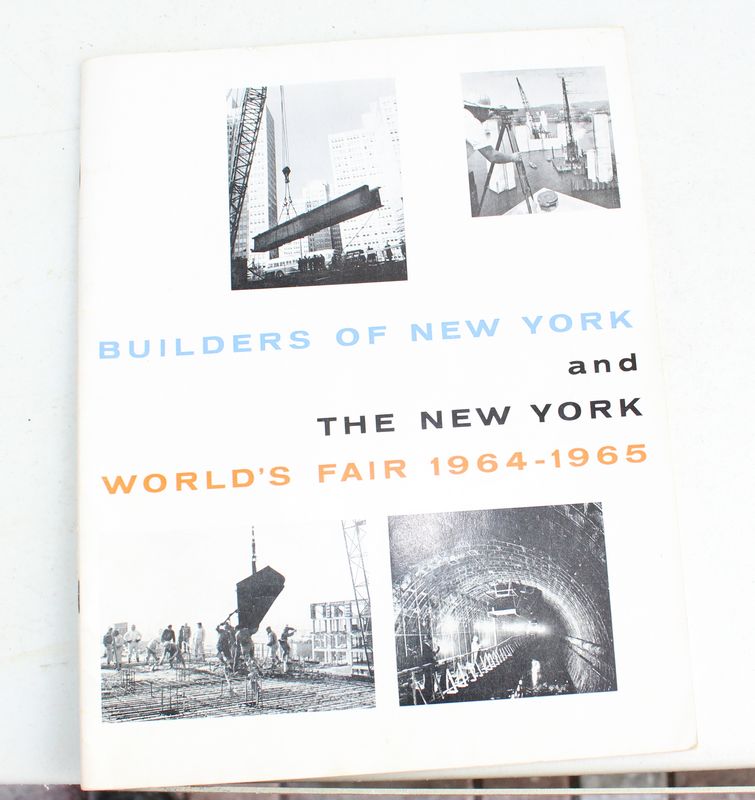 BUILDERS OF NEW YORK
and
THE NEW YORK
WORLD'S FAIR 1964-1965